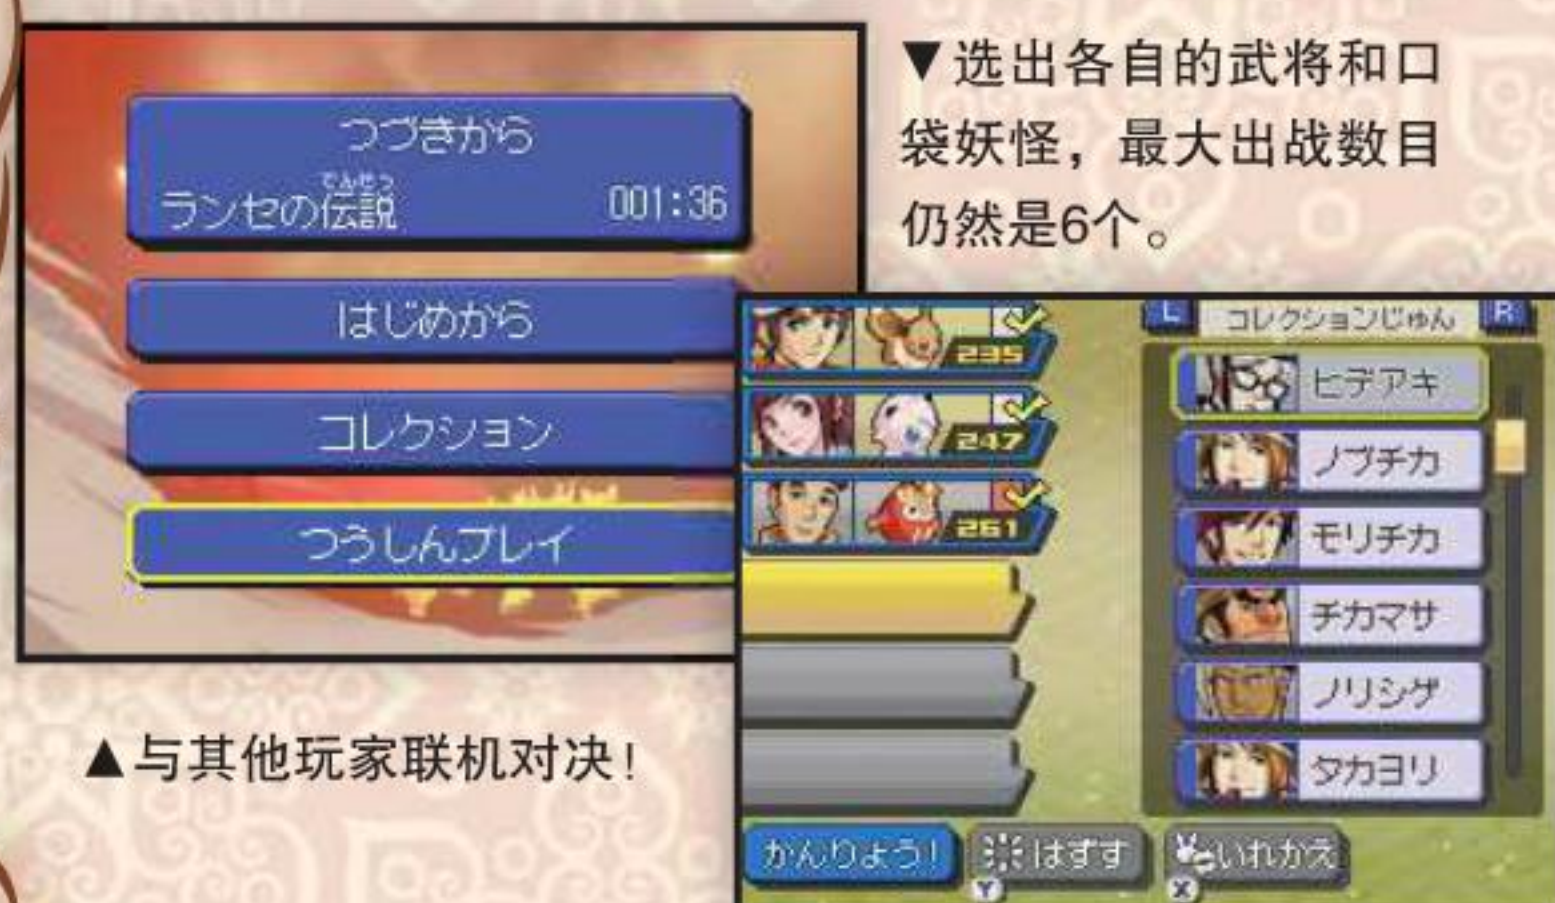 つづきから
でんせつ
ランセの伝説 001:36
はじめから
コレクション
つうしんプレイ
▲与其他玩家联机对决!
▼选出各自的武将和口
袋妖怪，最大出战数目
仍然是6个。
235
247
261
L コレクションじゅん R
ヒデアキ
ノブチカ
モリチカ
チカマサ
ノリシゲ
タカヨリ
かんりょう! はずす いれかえ
Y X